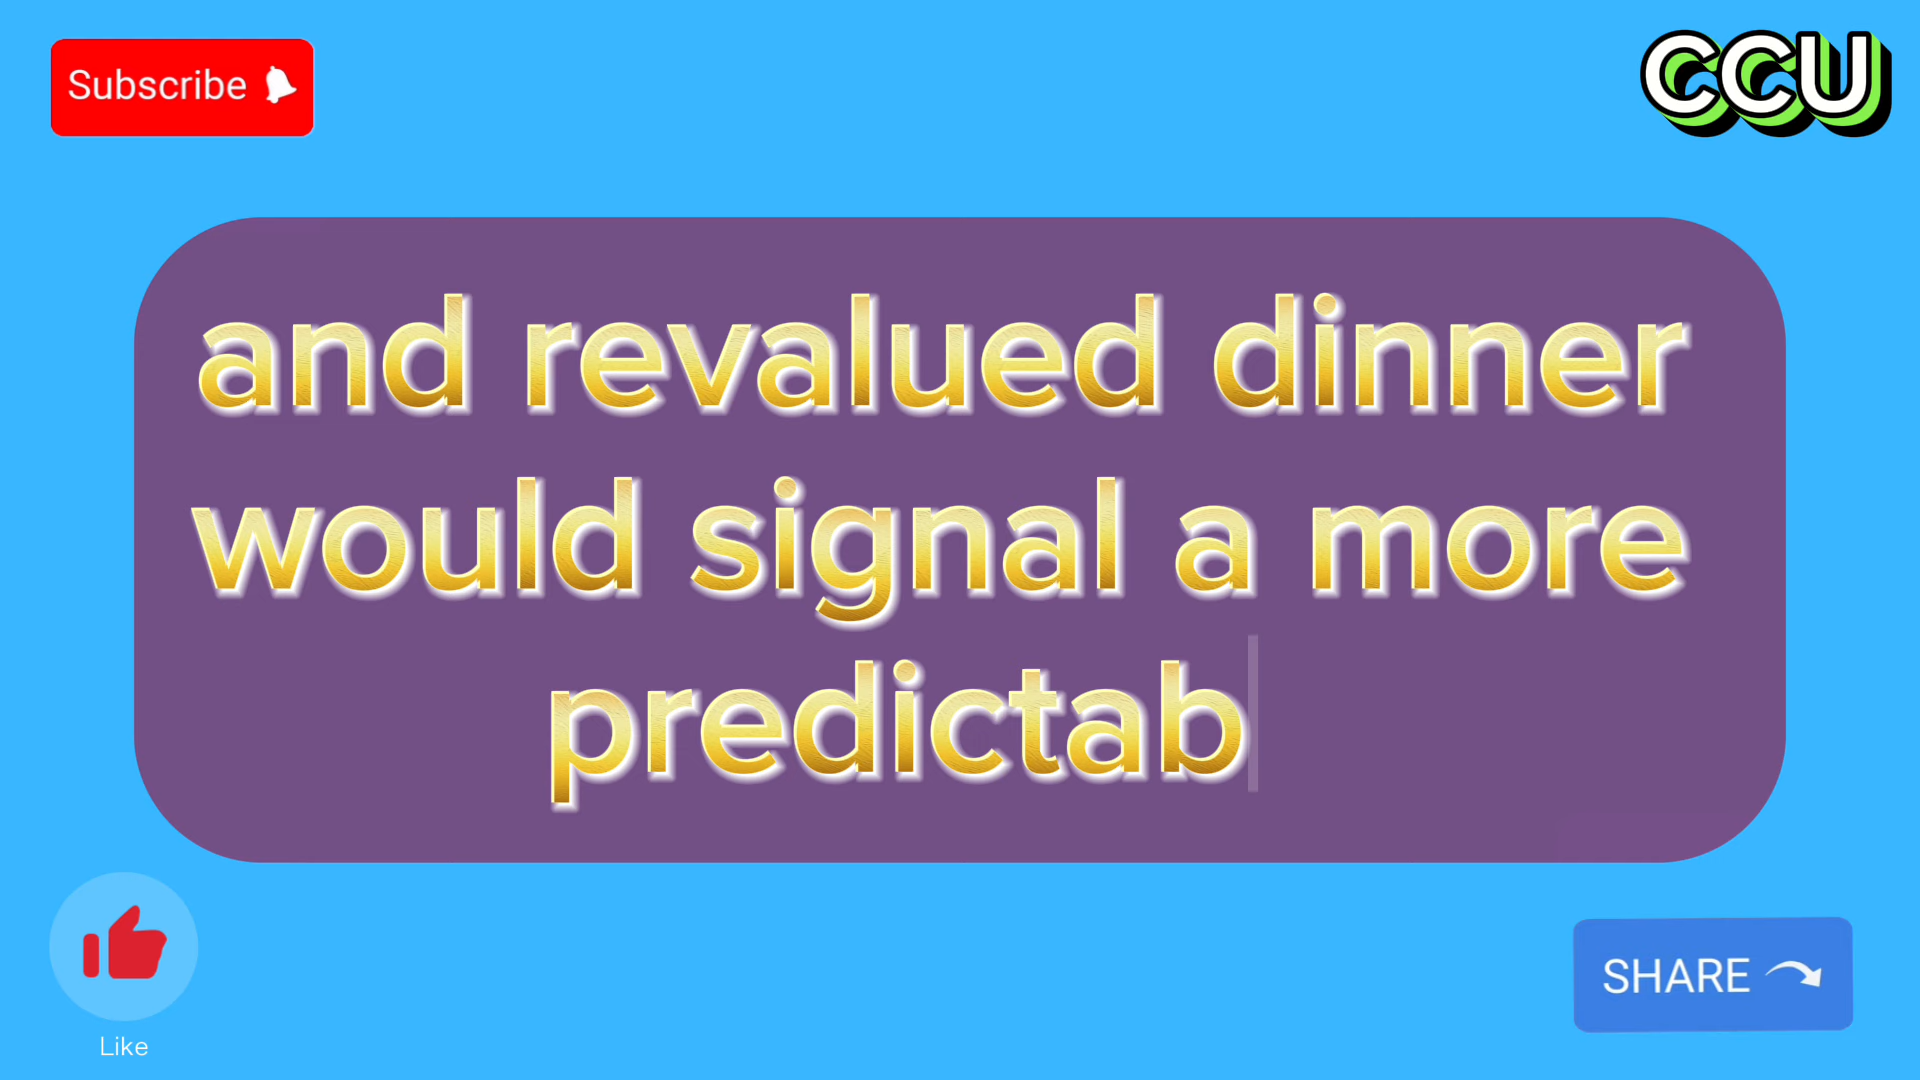 Subscribe
CCU
and revalued dinner
would signal a more
predictab
Like
SHARE